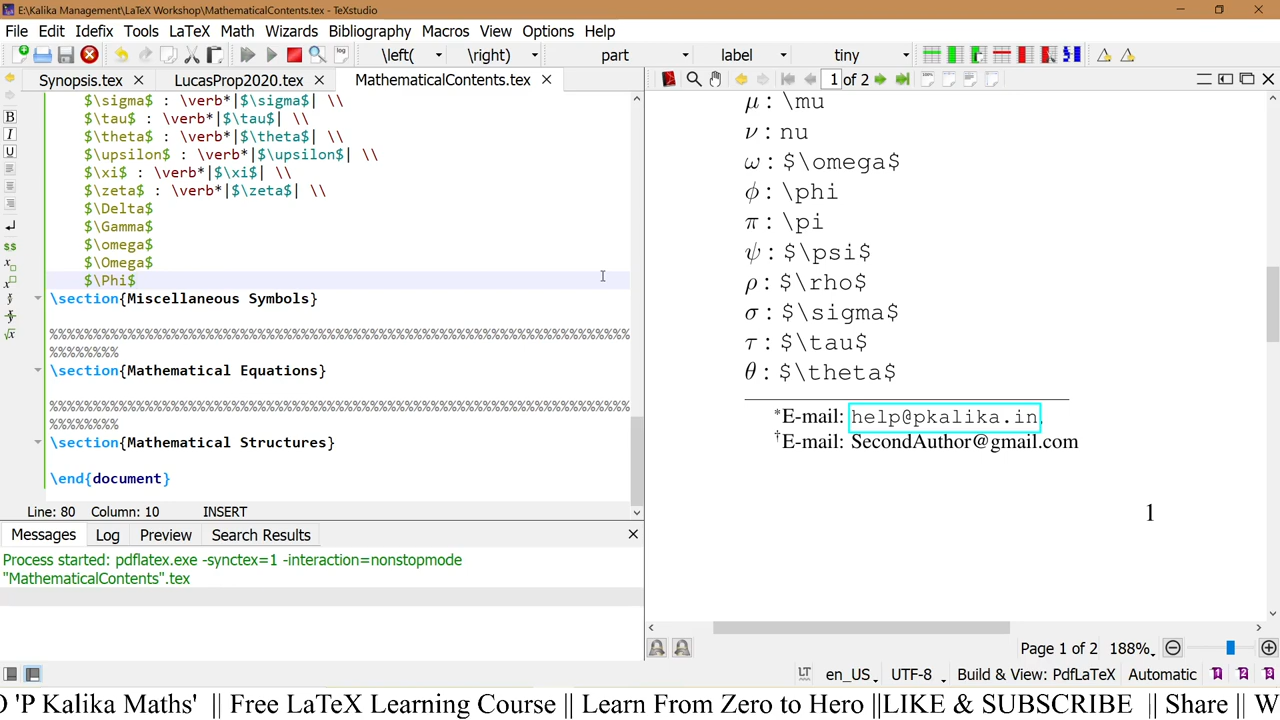 E:\Kalika Management\LaTeX Workshop\MathematicalContents.tex - TeXstudio
File Edit Idefix Tools LaTeX Math Wizards Bibliography Macros View Options Help
\left( \right) part label tiny
Synopsis.tex LucasProp2020.tex MathematicalContents.tex
1 of 2
$\sigma$ : \verb*|$\sigma$| \\
$\tau$ : \verb*|$\tau$| \\
$\theta$ : \verb*|$\theta$| \\
$\upsilon$ : \verb*|$\upsilon$| \\
$\xi$ : \verb*|$\xi$| \\
$\zeta$ : \verb*|$\zeta$| \\
$\Delta$
$\Gamma$
$\omega$
$\Omega$
$\Phi$
\section{Miscellaneous Symbols}
%%%%%%%%%%%%%%%%%%%%%%%%%%%%%%%%%%%%%%%%%%%%%%%%%%%%%%%%%%%%%%%%%%%
%%%%%%%%
\section{Mathematical Equations}
%%%%%%%%%%%%%%%%%%%%%%%%%%%%%%%%%%%%%%%%%%%%%%%%%%%%%%%%%%%%%%%%%%%
%%%%%%%%
\section{Mathematical Structures}
\end{document}
Line: 80 Column: 10 INSERT
Messages Log Preview Search Results
Process started: pdflatex.exe -synctex=1 -interaction=nonstopmode
"MathematicalContents".tex
μ : \mu
ν : nu
ω : $\omega$
ϕ : \phi
π : \pi
ψ : $\psi$
ρ : $\rho$
σ : $\sigma$
τ : $\tau$
θ : $\theta$
*E-mail: help@pkalika.in.
†E-mail: SecondAuthor@gmail.com
1
Page 1 of 2 188%
en_US UTF-8 Build & View: PdfLaTeX Automatic
O 'P Kalika Maths' || Free LaTeX Learning Course || Learn From Zero to Hero ||LIKE & SUBSCRIBE || Share || W